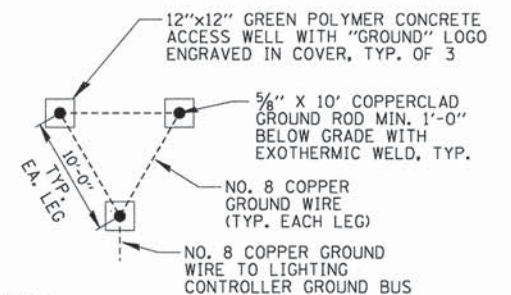 12"x12" GREEN POLYMER CONCRETE
ACCESS WELL WITH "GROUND" LOGO
ENGRAVED IN COVER, TYP. OF 3
5/8" X 10' COPPERCLAD
GROUND ROD MIN. 1'-0"
BELOW GRADE WITH
EXOTHERMIC WELD, TYP.
10'-0"
TYP.
EA. LEG
NO. 8 COPPER
GROUND WIRE
(TYP. EACH LEG)
NO. 8 COPPER GROUND
WIRE TO LIGHTING
CONTROLLER GROUND BUS